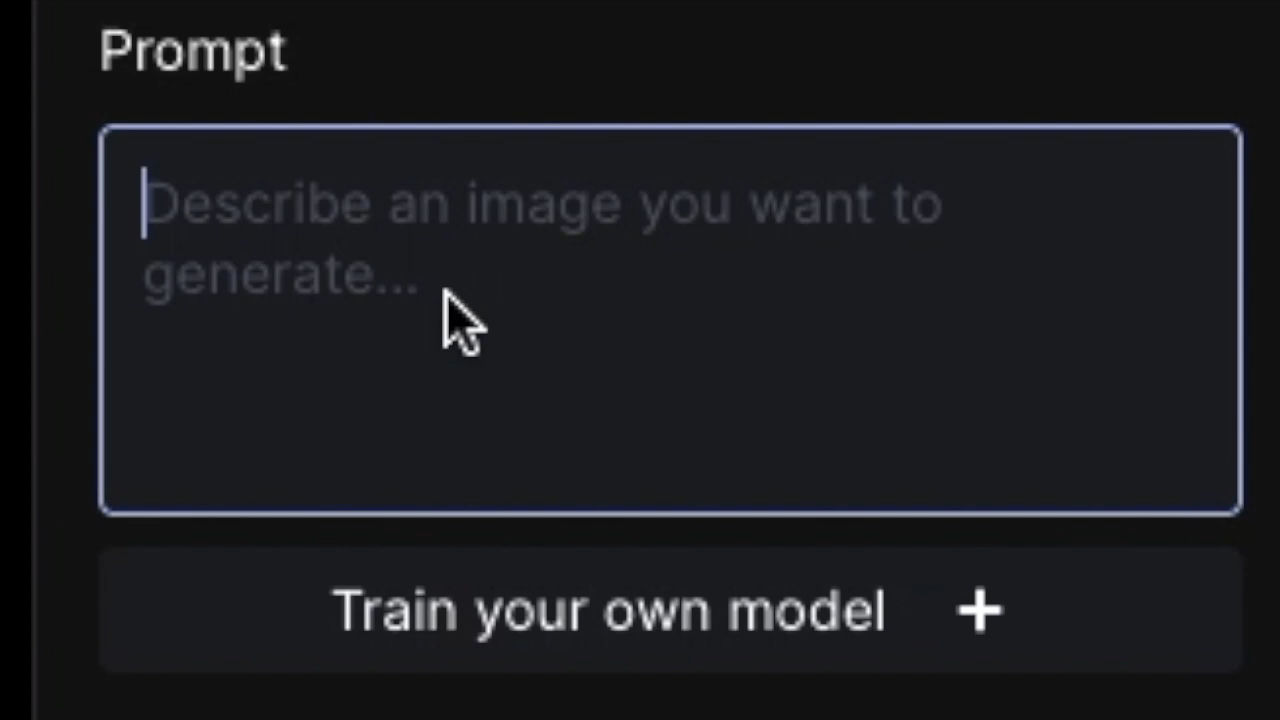 Prompt
Describe an image you want to
generate...
Train your own model +